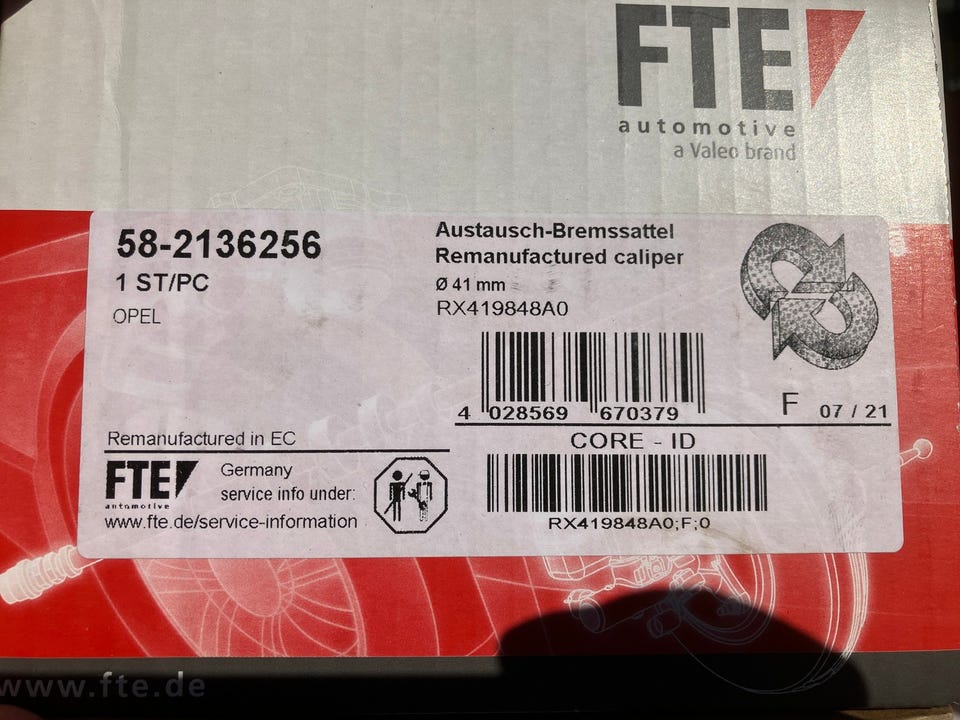 FTE
automotive
a Valeo brand
58-2136256
1 ST/PC
OPEL
Austausch-Bremssattel
Remanufactured caliper
Ø 41 mm
RX419848A0
4 028569 670379
F 07 / 21
CORE - ID
RX419848A0;F;0
Remanufactured in EC
FTE
automotive
Germany
service info under:
www.fte.de/service-information
www.fte.de